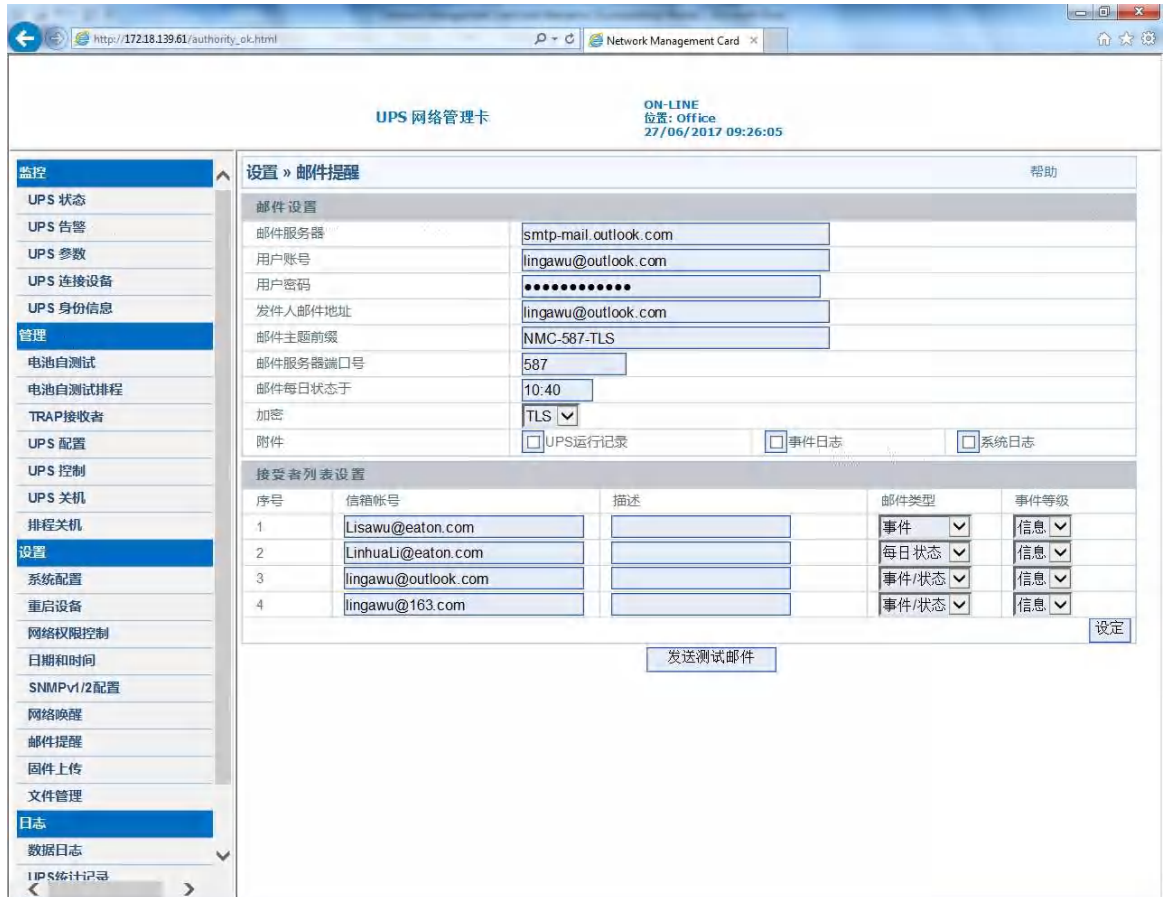 http://172.18.139.61/authority_ok.html
Network Management Card
UPS 网络管理卡
ON-LINE
位置: Office
27/06/2017 09:26:05
监控
UPS 状态
UPS 告警
UPS 参数
UPS 连接设备
UPS 身份信息
管理
电池自测试
电池自测试排程
TRAP接收者
UPS 配置
UPS 控制
UPS 关机
排程关机
设置
系统配置
重启设备
网络权限控制
日期和时间
SNMPv1/2配置
网络唤醒
邮件提醒
固件上传
文件管理
日志
数据日志
UPS统计记录
设置 » 邮件提醒 帮助
邮件设置
邮件服务器 smtp-mail.outlook.com
用户账号 lingawu@outlook.com
用户密码 ●●●●●●●●●●●●
发件人邮件地址 lingawu@outlook.com
邮件主题前缀 NMC-587-TLS
邮件服务器端口号 587
邮件每日状态于 10:40
加密 TLS
附件 UPS运行记录 事件日志 系统日志
接受者列表设置
序号 信箱帐号 描述 邮件类型 事件等级
1 Lisawu@eaton.com 事件 信息
2 LinhuaLi@eaton.com 每日状态 信息
3 lingawu@outlook.com 事件/状态 信息
4 lingawu@163.com 事件/状态 信息
设定
发送测试邮件